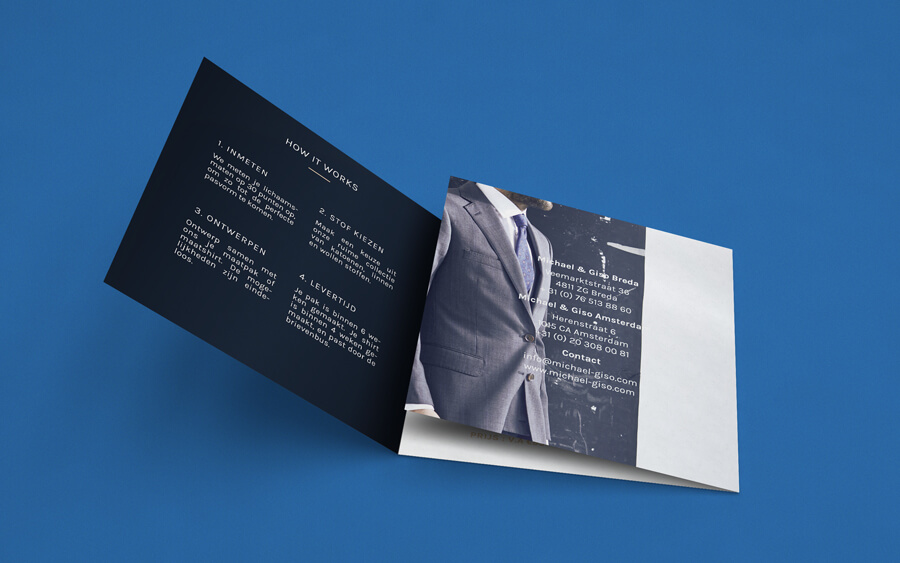 HOW IT WORKS
1. INMETEN
We meten je lichaams-
maten op 30 punten op,
om zo tot de perfecte
pasvorm te komen.
2. STOF KIEZEN
Maak een keuze uit
onze ruime collectie
van katoenen, linnen
en wollen stoffen.
3. ONTWERPEN
Ontwerp samen met
ons je maatpak of
maatshirt. De moge-
lijkheden zijn einde-
loos.
4. LEVERTIJD
Je pak is binnen 6 we-
ken gemaakt. Je shirt
is binnen 4 weken ge-
maakt, en past door de
brievenbus.
Michael & Giso Breda
Veemarktstraat 36
4811 ZG Breda
+31 (0) 76 513 88 60
Michael & Giso Amsterda
Herenstraat 6
1015 CA Amsterdam
+31 (0) 20 308 00 81
Contact
info@michael-giso.com
www.michael-giso.com